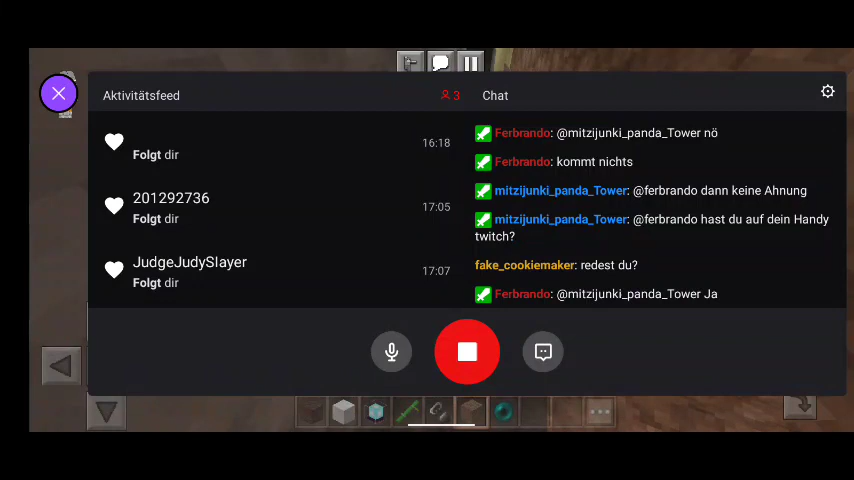 Aktivitätsfeed
3
Folgt dir
16:18
201292736
Folgt dir
17:05
JudgeJudySlayer
Folgt dir
17:07
Chat
Ferbrando: @mitzijunki_panda_Tower nö
Ferbrando: kommt nichts
mitzijunki_panda_Tower: @ferbrando dann keine Ahnung
mitzijunki_panda_Tower: @ferbrando hast du auf dein Handy
twitch?
fake_cookiemaker: redest du?
Ferbrando: @mitzijunki_panda_Tower Ja